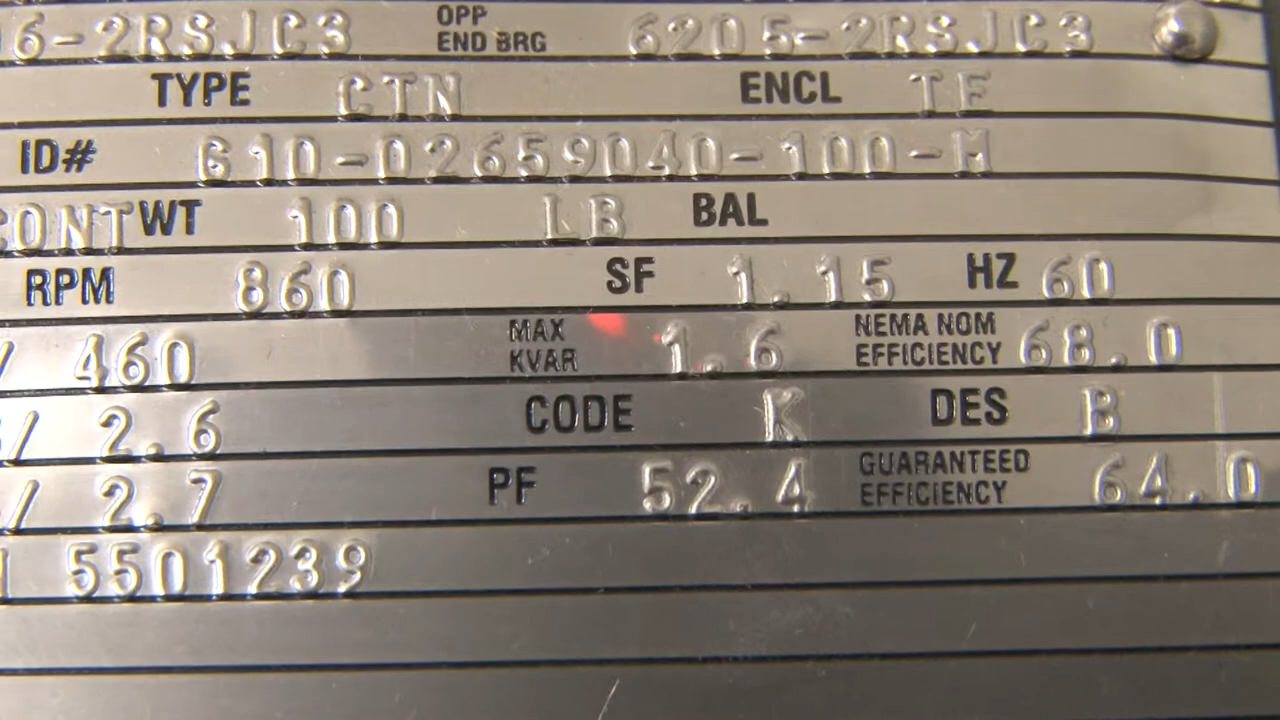 6-2RSJC3 OPP END BRG 6205-2RSJC3
TYPE CTN ENCL TE
ID# 610-02659040-100-M
CONT WT 100 LB BAL
RPM 860 SF 1.15 HZ 60
/ 460 MAX KVAR 1.6 NEMA NOM EFFICIENCY 68.0
/ 2.6 CODE K DES B
/ 2.7 PF 52.4 GUARANTEED EFFICIENCY 64.0
5501239